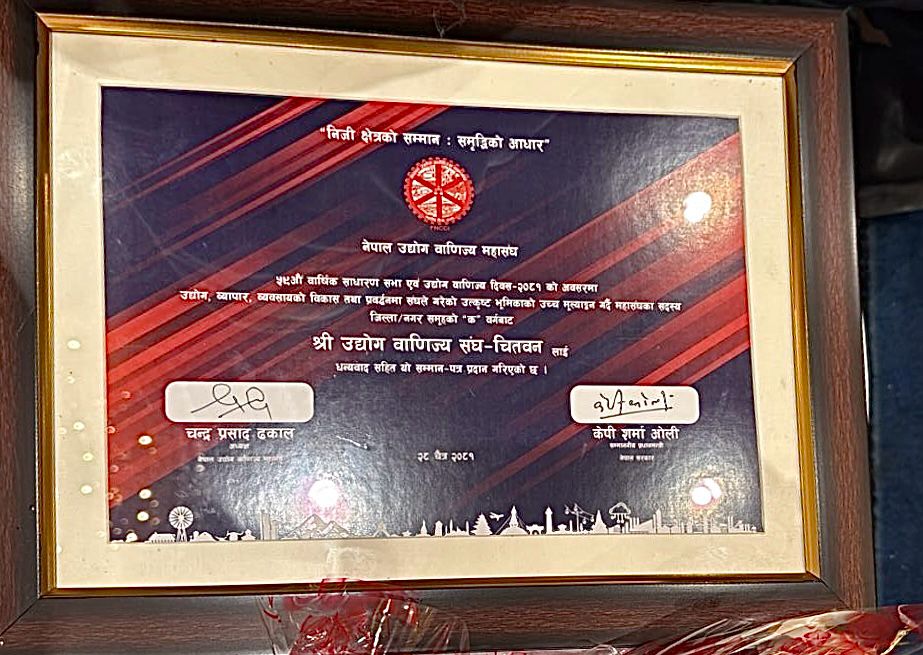 "निजी क्षेत्रको सम्मान : समृद्धिको आधार"
FNCCI
नेपाल उद्योग वाणिज्य महासंघ
५९औं वार्षिक साधारण सभा एवं उद्योग वाणिज्य दिवस-२०८१ को अवसरमा
उद्योग, व्यापार, व्यवसायको विकास तथा प्रवर्द्धनमा संघले गरेको उत्कृष्ट भूमिकाको उच्च मूल्याङ्कन गर्दै महासंघका सदस्य
जिल्ला/नगर समूहको "क" वर्गबाट
श्री उद्योग वाणिज्य संघ-चितवन लाई
धन्यवाद सहित यो सम्मान-पत्र प्रदान गरिएको छ ।
चन्द्र प्रसाद ढकाल
अध्यक्ष
नेपाल उद्योग वाणिज्य महासंघ
केपी शर्मा ओली
सम्माननीय प्रधानमन्त्री
नेपाल सरकार
२८ चैत्र २०८१